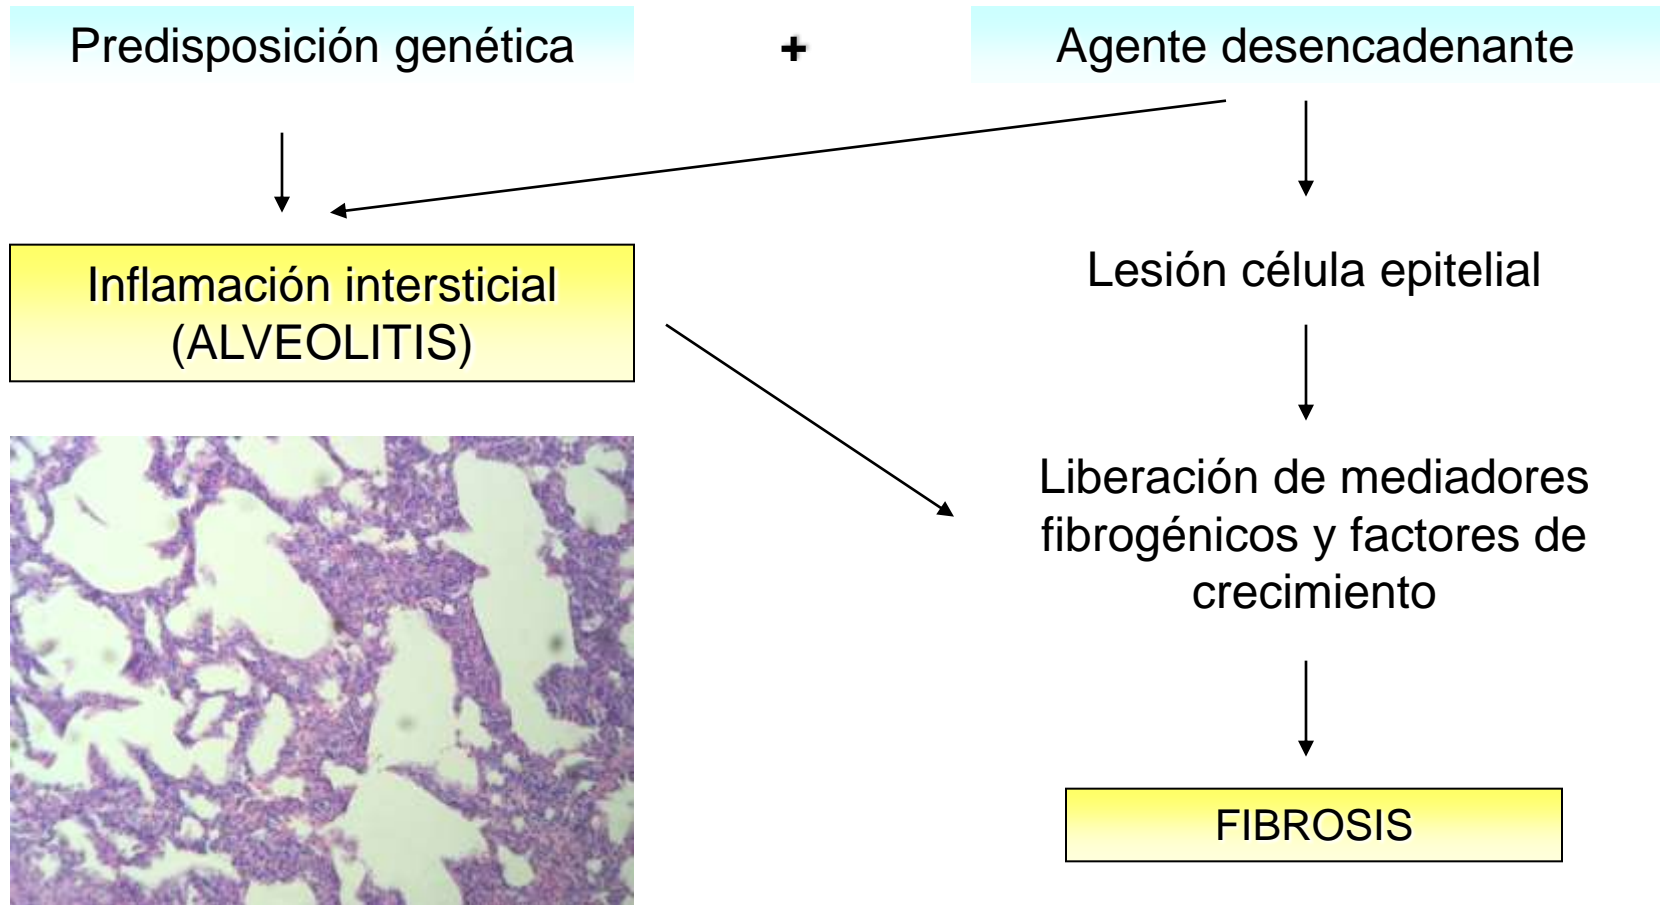 Predisposición genética
+
Agente desencadenante
Inflamación intersticial
(ALVEOLITIS)
Lesión célula epitelial
Liberación de mediadores
fibrogénicos y factores de
crecimiento
FIBROSIS